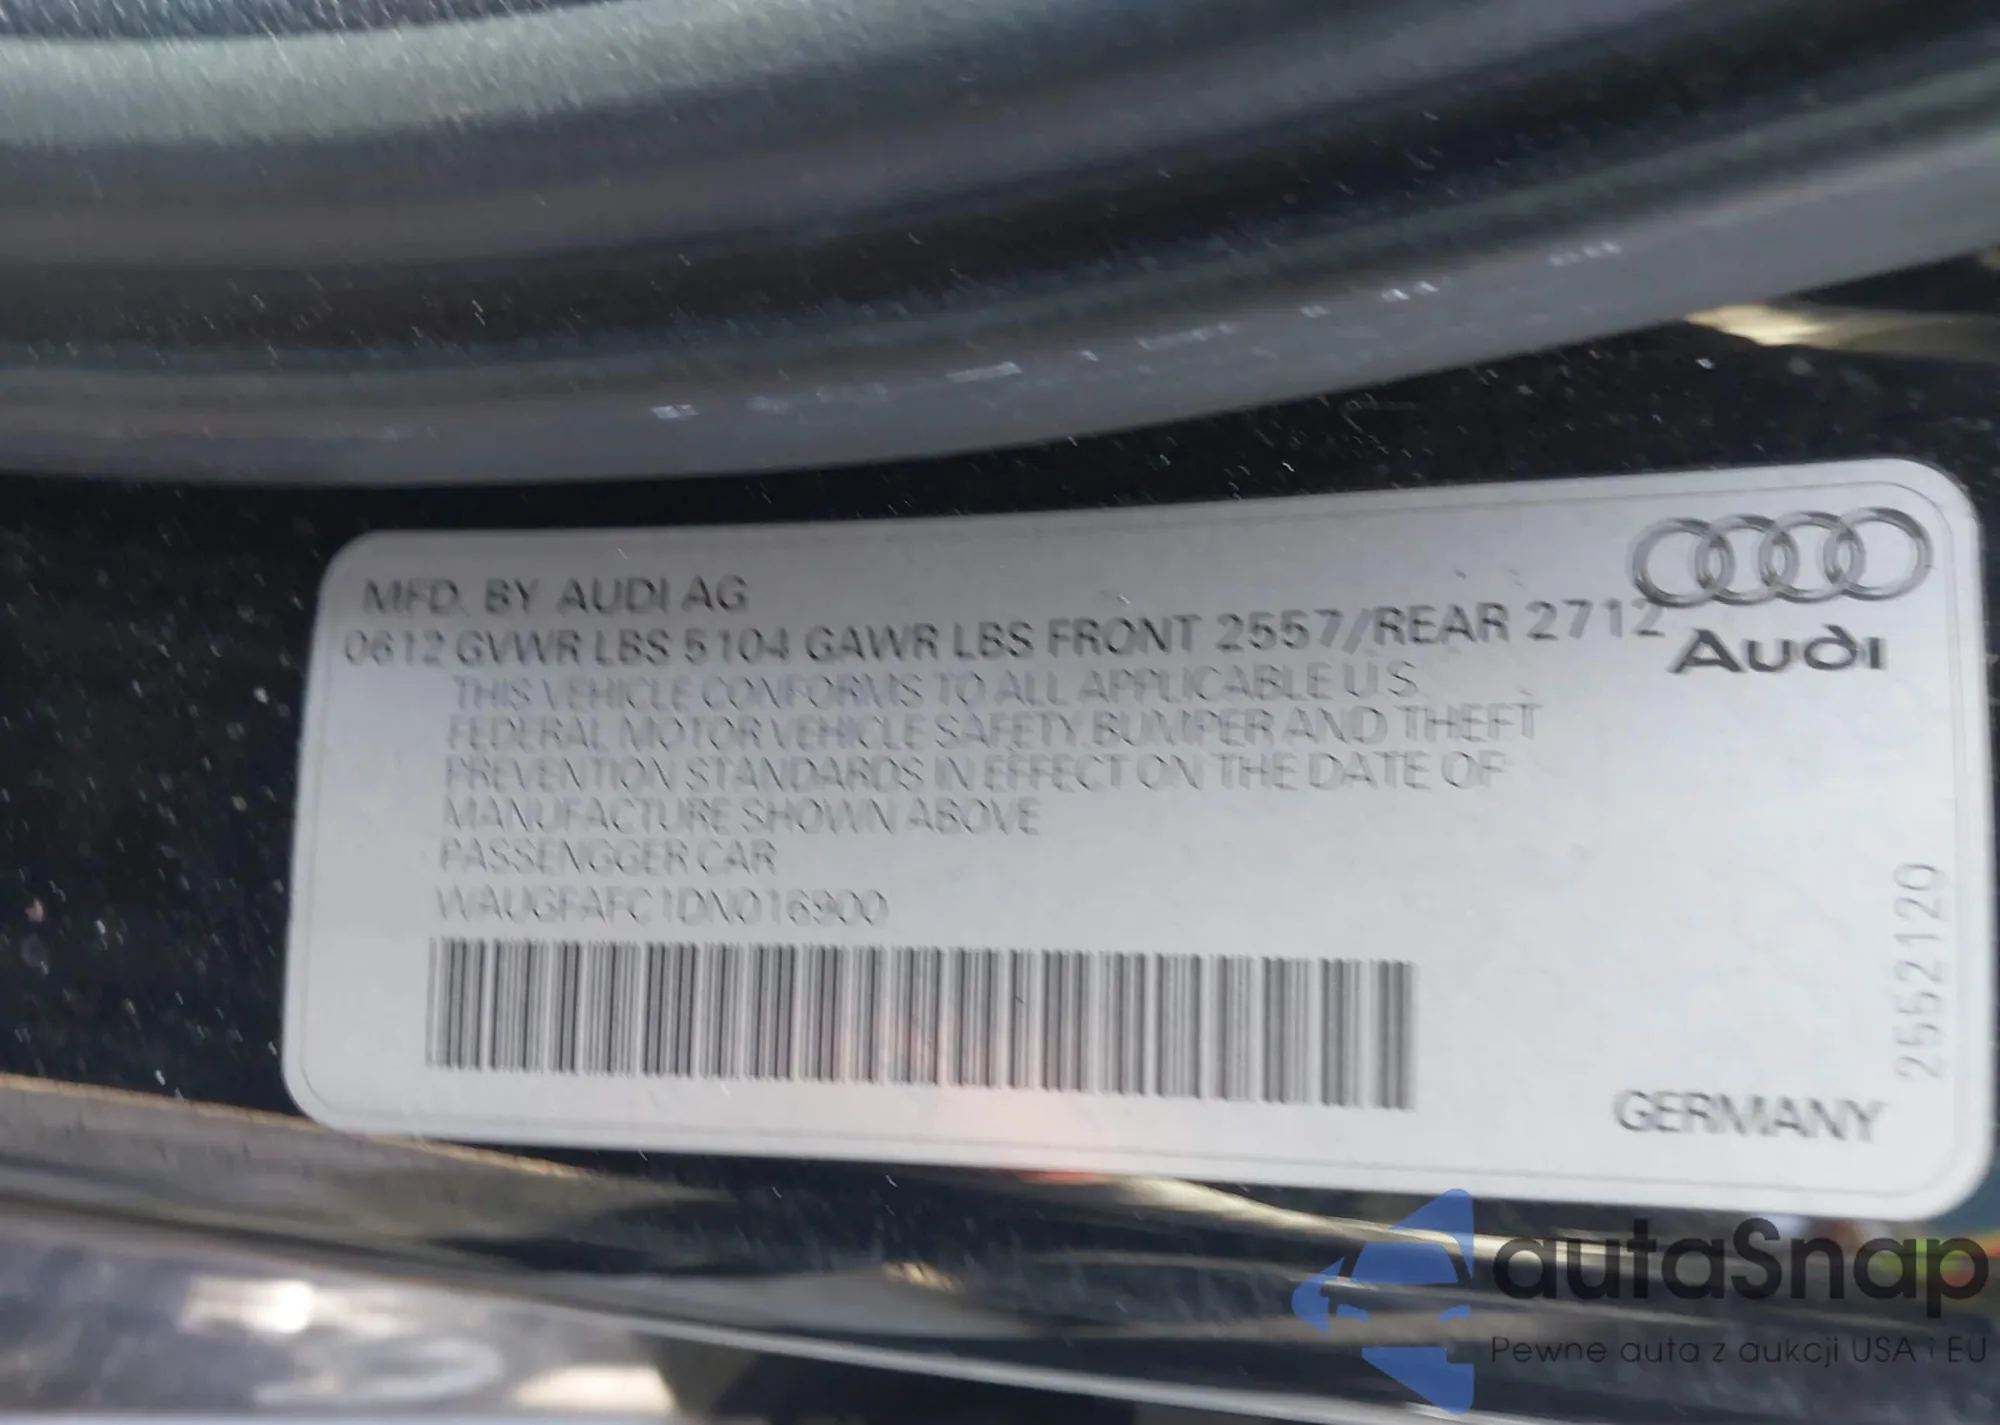 MFD. BY AUDI AG
0612 GVWR LBS 5104 GAWR LBS FRONT 2557/REAR 2712
Audi
THIS VEHICLE CONFORMS TO ALL APPLICABLE U.S.
FEDERAL MOTOR VEHICLE SAFETY BUMPER AND THEFT
PREVENTION STANDARDS IN EFFECT ON THE DATE OF
MANUFACTURE SHOWN ABOVE
PASSENGGER CAR
WAUGFAFC1DN016900
2552120
GERMANY
autaSnap
Pewne auta z aukcji USA i EU